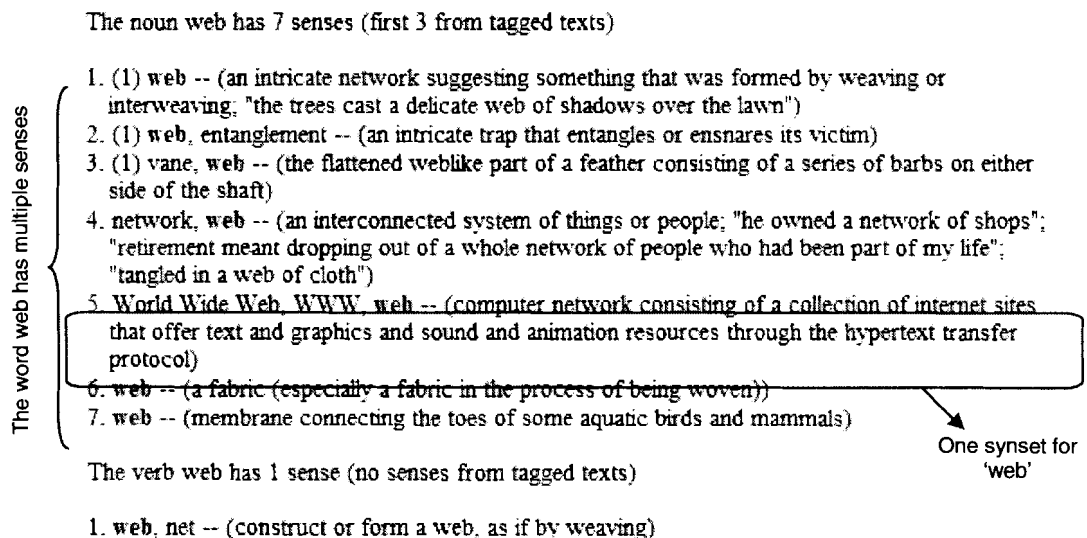 The noun web has 7 senses (first 3 from tagged texts)
The word web has multiple senses
1. (1) web -- (an intricate network suggesting something that was formed by weaving or
interweaving; "the trees cast a delicate web of shadows over the lawn")
2. (1) web, entanglement -- (an intricate trap that entangles or ensnares its victim)
3. (1) vane, web -- (the flattened weblike part of a feather consisting of a series of barbs on either
side of the shaft)
4. network, web -- (an interconnected system of things or people; "he owned a network of shops";
"retirement meant dropping out of a whole network of people who had been part of my life";
"tangled in a web of cloth")
5. World Wide Web, WWW, web -- (computer network consisting of a collection of internet sites
that offer text and graphics and sound and animation resources through the hypertext transfer
protocol)
6. web -- (a fabric (especially a fabric in the process of being woven))
7. web -- (membrane connecting the toes of some aquatic birds and mammals)
One synset for
'web'
The verb web has 1 sense (no senses from tagged texts)
1. web, net -- (construct or form a web, as if by weaving)